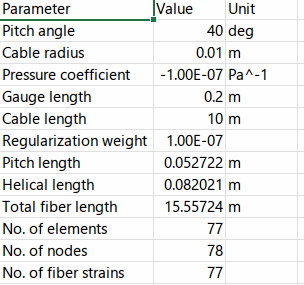 Parameter Value Unit
Pitch angle 40 deg
Cable radius 0.01 m
Pressure coefficient -1.00E-07 Pa^-1
Gauge length 0.2 m
Cable length 10 m
Regularization weight 1.00E-07
Pitch length 0.052722 m
Helical length 0.082021 m
Total fiber length 15.55724 m
No. of elements 77
No. of nodes 78
No. of fiber strains 77